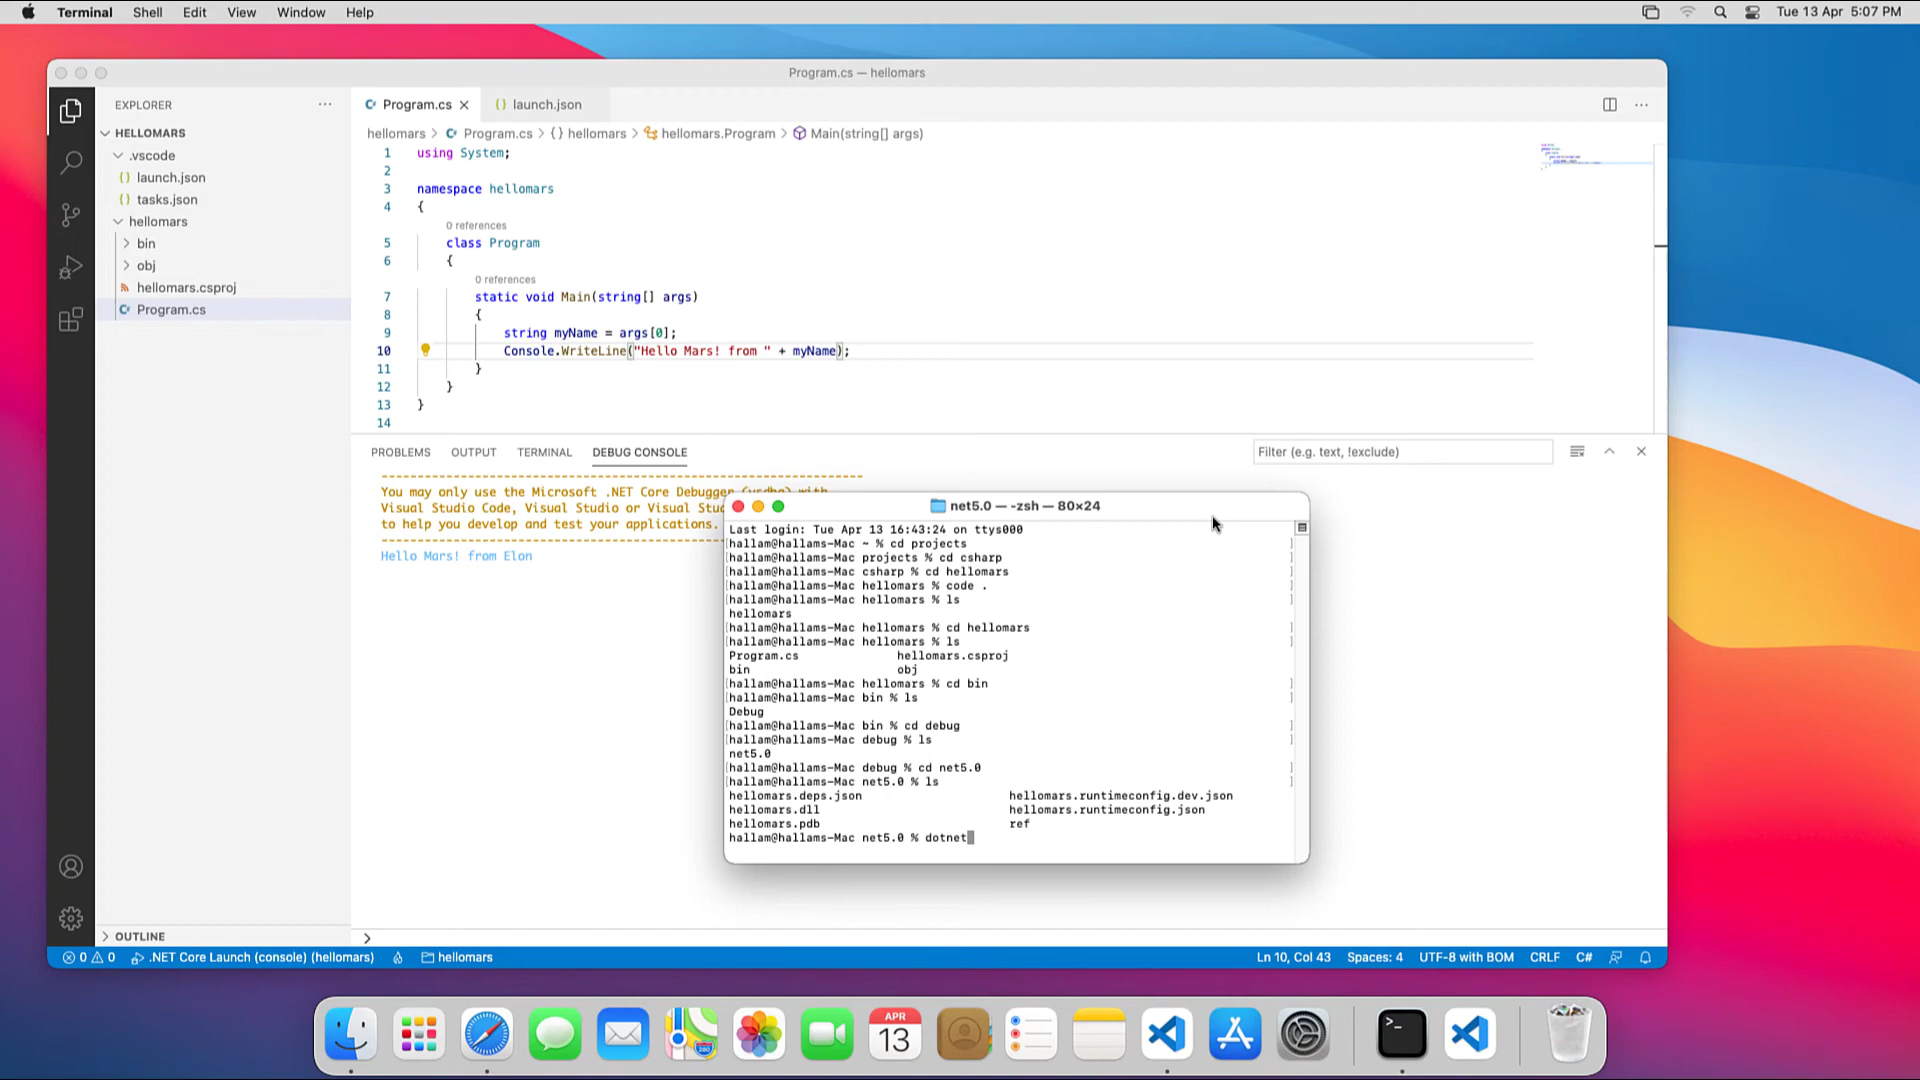 Terminal Shell Edit View Window Help Tue 13 Apr 5:07 PM
Program.cs — hellomars
EXPLORER ···
HELLOMARS
.vscode
{} launch.json
{} tasks.json
hellomars
bin
obj
hellomars.csproj
C# Program.cs
OUTLINE
C# Program.cs {} launch.json
hellomars > C# Program.cs > {} hellomars > hellomars.Program > Main(string[] args)
1 using System;
2
3 namespace hellomars
4 {
0 references
5 class Program
6 {
0 references
7 static void Main(string[] args)
8 {
9 string myName = args[0];
10 Console.WriteLine("Hello Mars! from " + myName);
11 }
12 }
13 }
14
PROBLEMS OUTPUT TERMINAL DEBUG CONSOLE Filter (e.g. text, !exclude)
You may only use the Microsoft .NET Core Debugger (vsdbg) with
Visual Studio Code, Visual Studio or Visual Stu
to help you develop and test your applications.
Hello Mars! from Elon
net5.0 — -zsh — 80×24
Last login: Tue Apr 13 16:43:24 on ttys000
[hallam@hallams-Mac ~ % cd projects ]
[hallam@hallams-Mac projects % cd csharp ]
[hallam@hallams-Mac csharp % cd hellomars ]
[hallam@hallams-Mac hellomars % code . ]
[hallam@hallams-Mac hellomars % ls ]
hellomars
[hallam@hallams-Mac hellomars % cd hellomars ]
[hallam@hallams-Mac hellomars % ls ]
Program.cs hellomars.csproj
bin obj
[hallam@hallams-Mac hellomars % cd bin ]
[hallam@hallams-Mac bin % ls ]
Debug
[hallam@hallams-Mac bin % cd debug ]
[hallam@hallams-Mac debug % ls ]
net5.0
[hallam@hallams-Mac debug % cd net5.0 ]
[hallam@hallams-Mac net5.0 % ls ]
hellomars.deps.json hellomars.runtimeconfig.dev.json
hellomars.dll hellomars.runtimeconfig.json
hellomars.pdb ref
hallam@hallams-Mac net5.0 % dotnet
0 0 .NET Core Launch (console) (hellomars) hellomars Ln 10, Col 43 Spaces: 4 UTF-8 with BOM CRLF C#
APR
13
280
>_